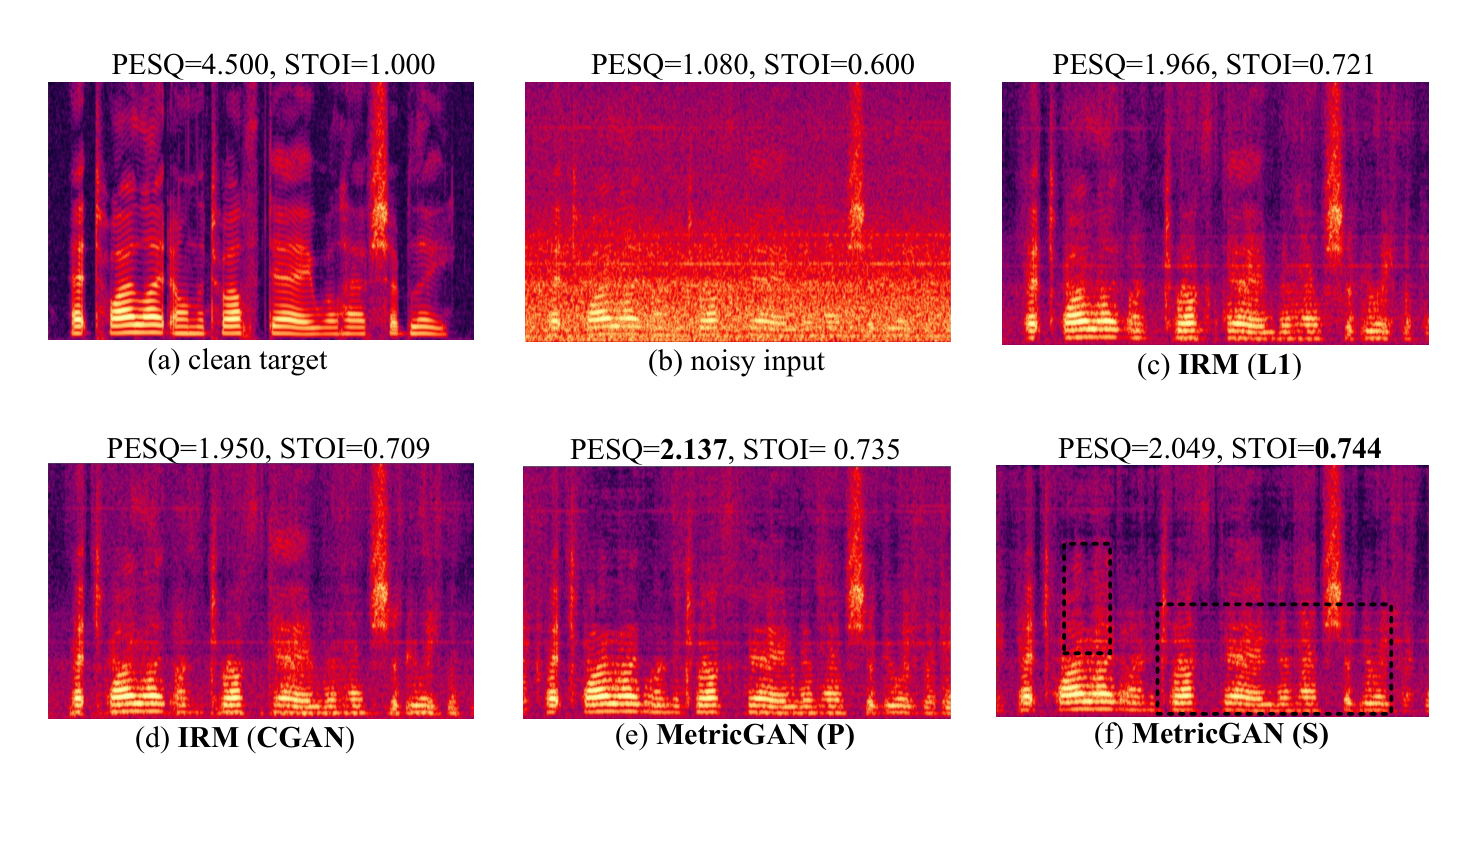 PESQ=4.500, STOI=1.000
PESQ=1.080, STOI=0.600
PESQ=1.966, STOI=0.721
(a) clean target
(b) noisy input
(c) IRM (L1)
PESQ=1.950, STOI=0.709
PESQ=2.137, STOI= 0.735
PESQ=2.049, STOI=0.744
(d) IRM (CGAN)
(e) MetricGAN (P)
(f) MetricGAN (S)